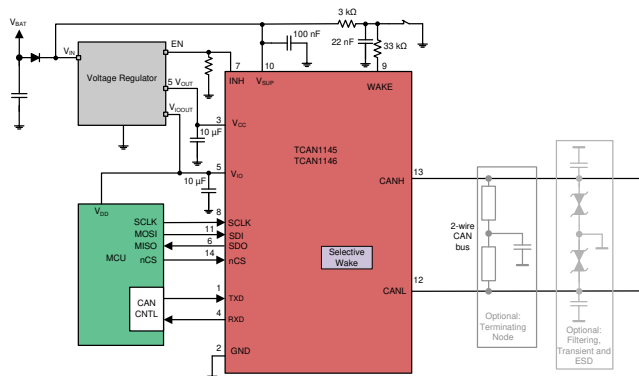 3 kΩ
VBAT
100 nF
22 nF
33 kΩ
VIN
EN
7
10
9
INH
VSUP
WAKE
Voltage Regulator
5 VOUT
VIOOUT
3
VCC
10 µF
TCAN1145
TCAN1146
5
VIO
10 µF
CANH
13
VDD
SCLK
8
SCLK
MOSI
11
SDI
MISO
6
SDO
MCU
nCS
14
nCS
2-wire
CAN
bus
Selective
Wake
CAN
CNTL
1
TXD
4
RXD
CANL
12
2
GND
Optional:
Terminating
Node
Optional:
Filtering,
Transient and
ESD